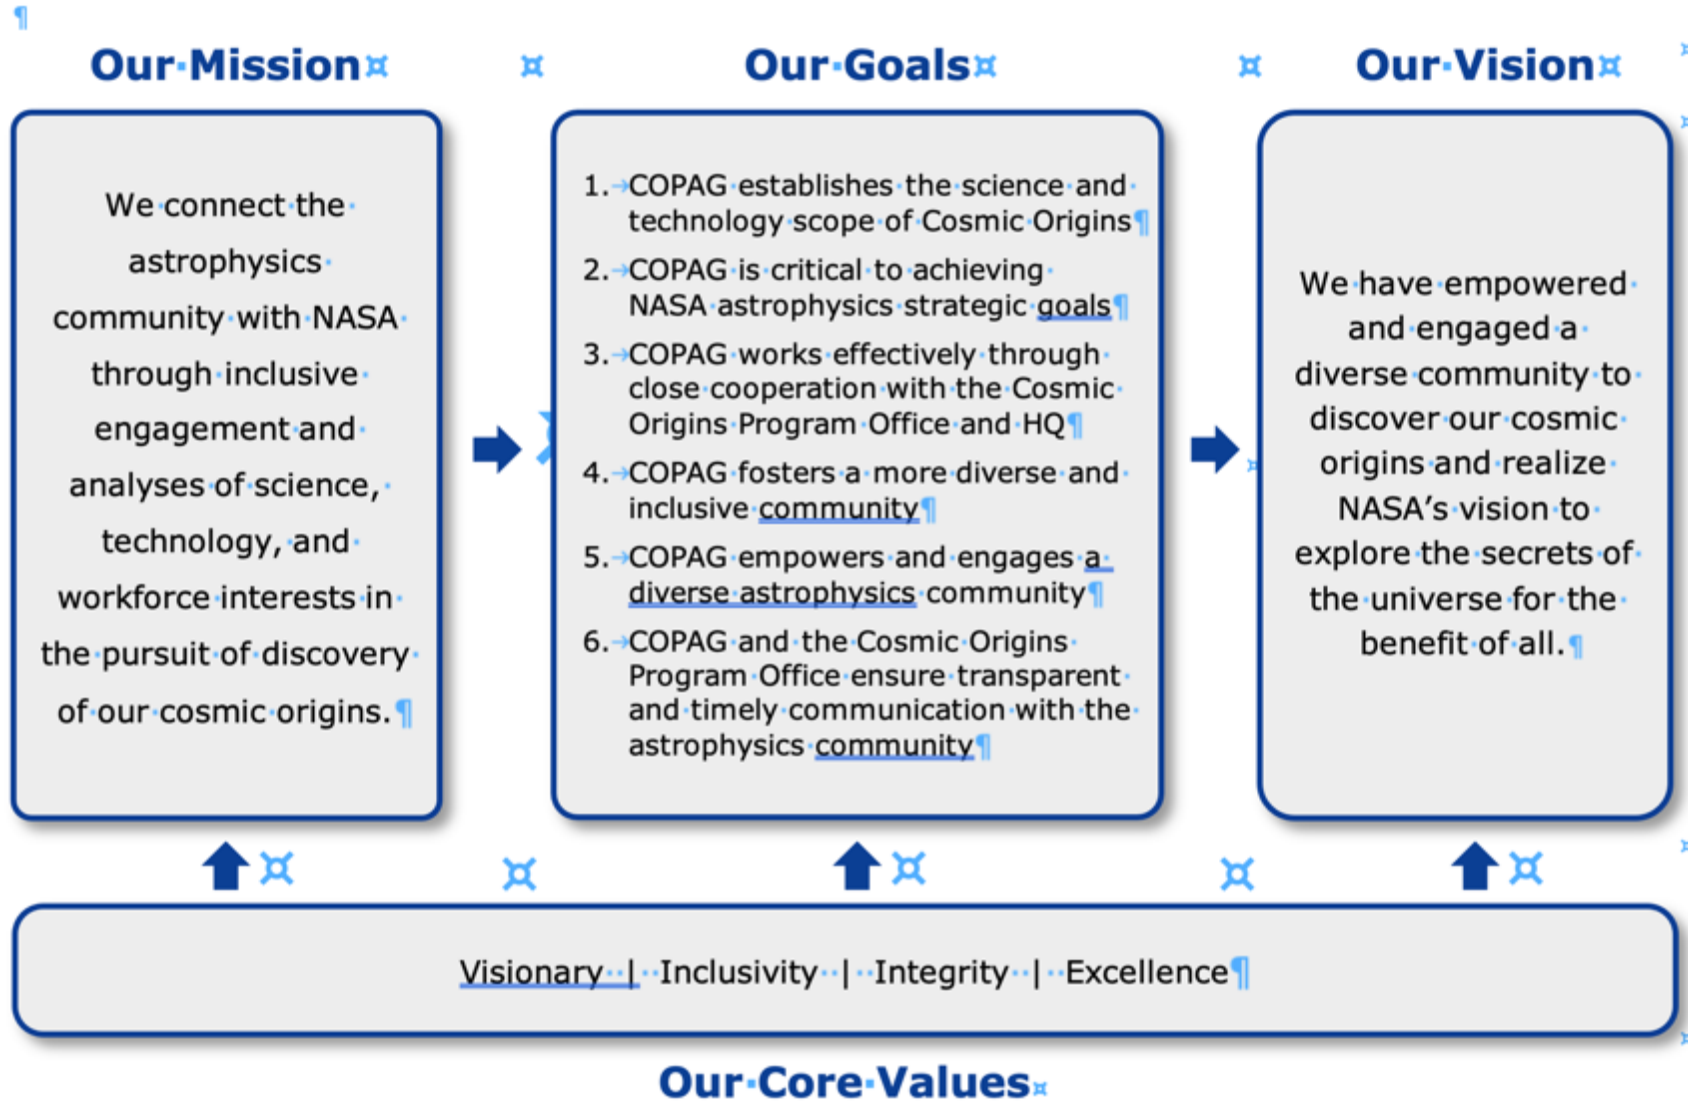 Our Mission
We connect the
astrophysics
community with NASA
through inclusive
engagement and
analyses of science,
technology, and
workforce interests in
the pursuit of discovery
of our cosmic origins.
Our Goals
1. COPAG establishes the science and
technology scope of Cosmic Origins
2. COPAG is critical to achieving
NASA astrophysics strategic goals
3. COPAG works effectively through
close cooperation with the Cosmic
Origins Program Office and HQ
4. COPAG fosters a more diverse and
inclusive community
5. COPAG empowers and engages a
diverse astrophysics community
6. COPAG and the Cosmic Origins
Program Office ensure transparent
and timely communication with the
astrophysics community
Our Vision
We have empowered
and engaged a
diverse community to
discover our cosmic
origins and realize
NASA’s vision to
explore the secrets of
the universe for the
benefit of all.
Visionary | Inclusivity | Integrity | Excellence
Our Core Values